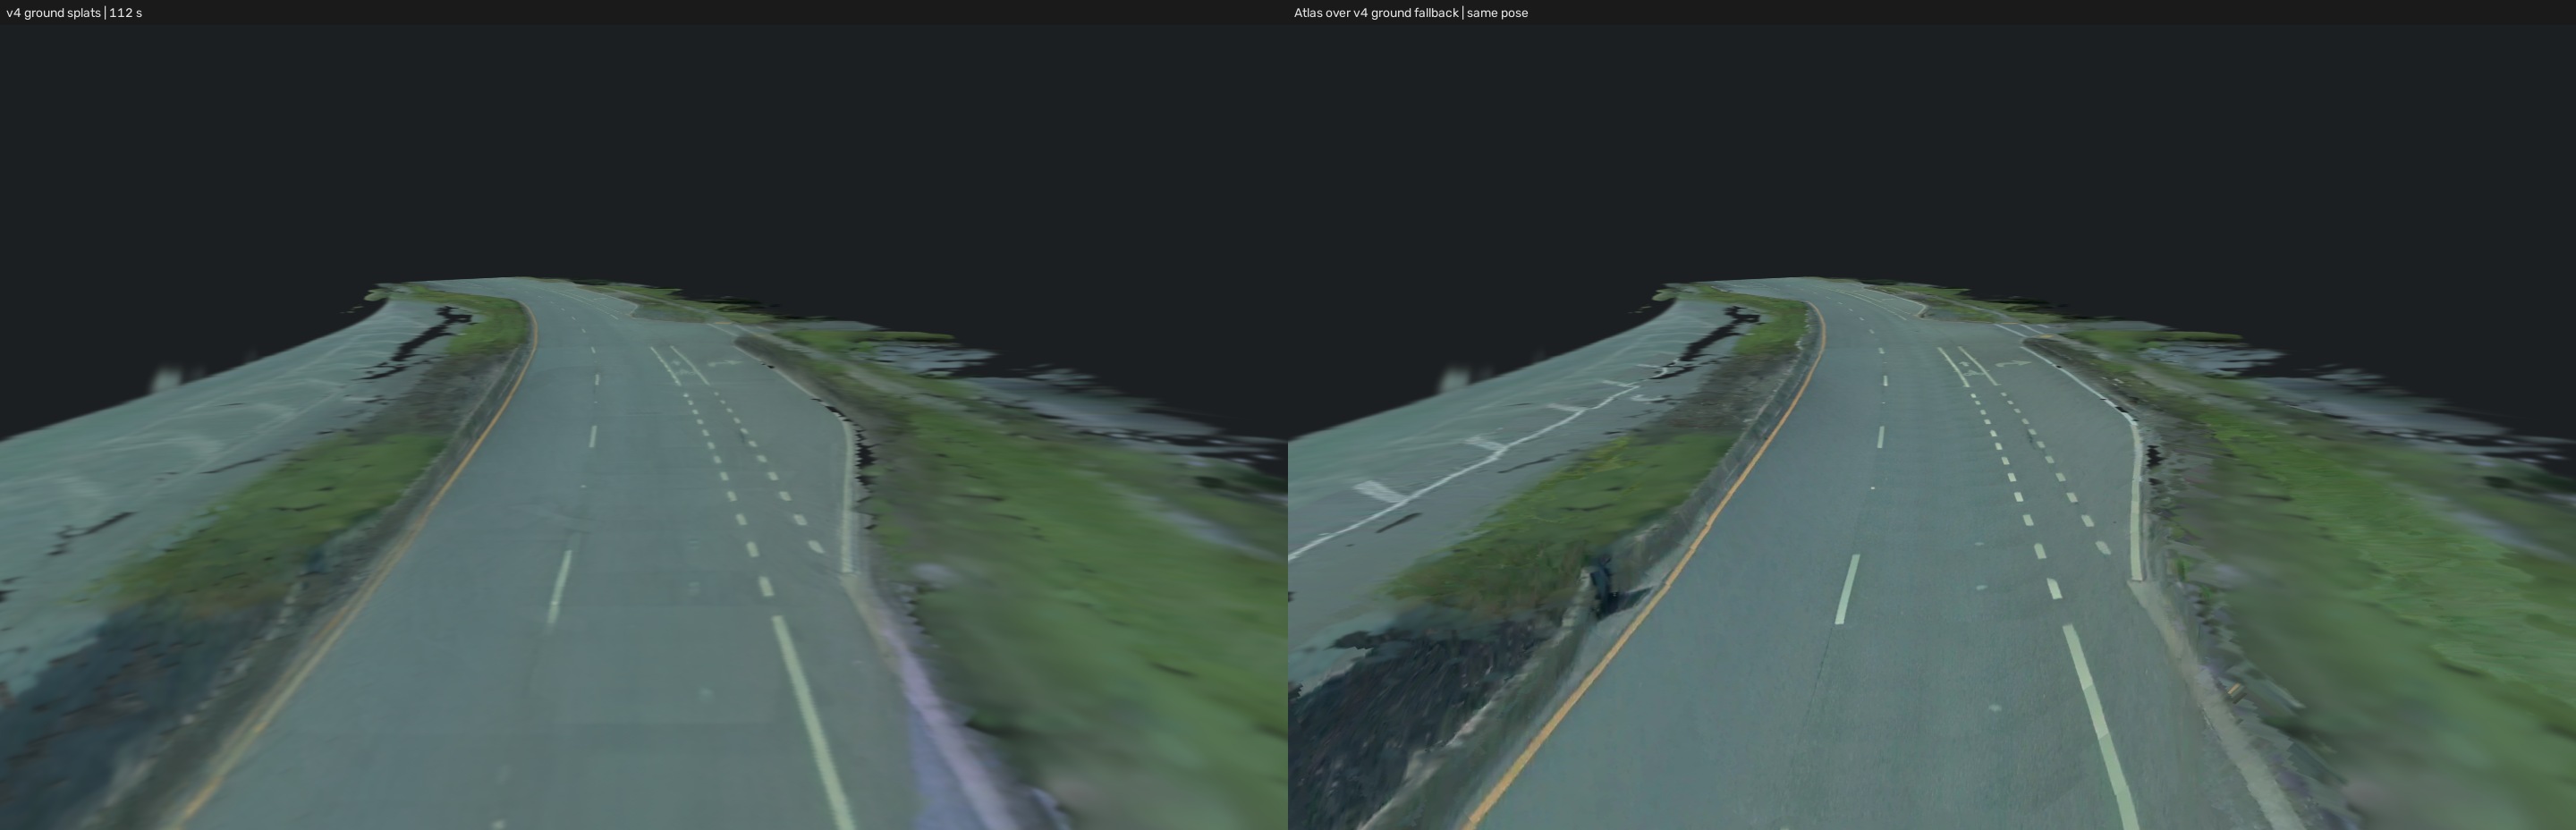 v4 ground splats | 112 s
Atlas over v4 ground fallback | same pose